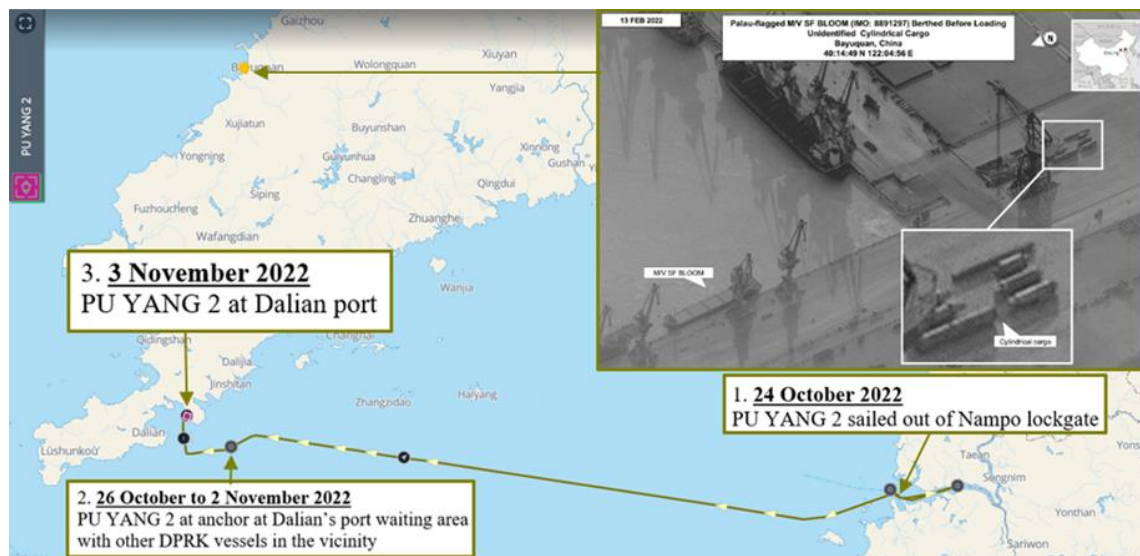 PU YANG 2
Gaizhou
Bayuquan
Wolongquan
Xiuyan
Yangjia
Xujiatun
Buyunshan
Yongning
Guiyunhua
Xinnong
Gushan
Changling
Siping
Qingdui
Fuzhoucheng
Zhuanghe
Wafangdian
3. 3 November 2022
PU YANG 2 at Dalian port
Wanjia
Changhai
Qidingshan
Dalijia
Jinshitan
Haiyang
Zhangzidao
Dalian
Lüshunkoú
2. 26 October to 2 November 2022
PU YANG 2 at anchor at Dalian's port waiting area
with other DPRK vessels in the vicinity
13 FEB 2022
Palau-flagged M/V SF BLOOM (IMO: 8891297) Berthed Before Loading
Unidentified Cylindrical Cargo
Bayuquan, China
40:14:49 N 122:04:56 E
N
M/V SF BLOOM
Cylindrical cargo
1. 24 October 2022
PU YANG 2 sailed out of Nampo lockgate
Taean
Songnim
Yonthan
Sariwon